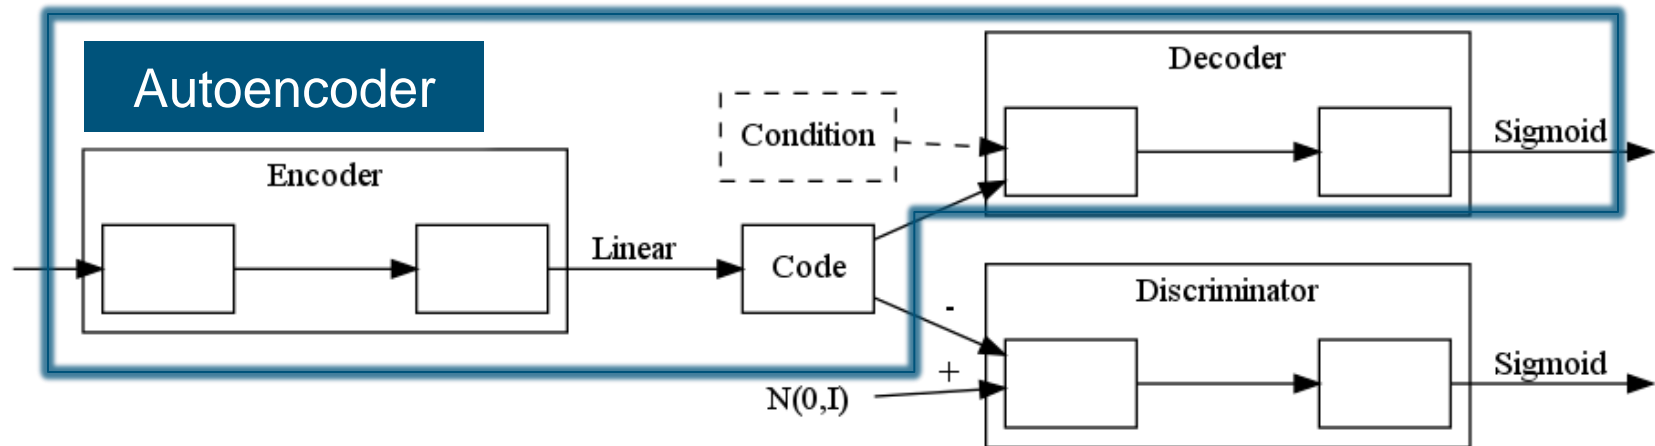 Autoencoder
Decoder
Condition
Sigmoid
Encoder
Linear
Code
Discriminator
-
+
Sigmoid
N(0,I)